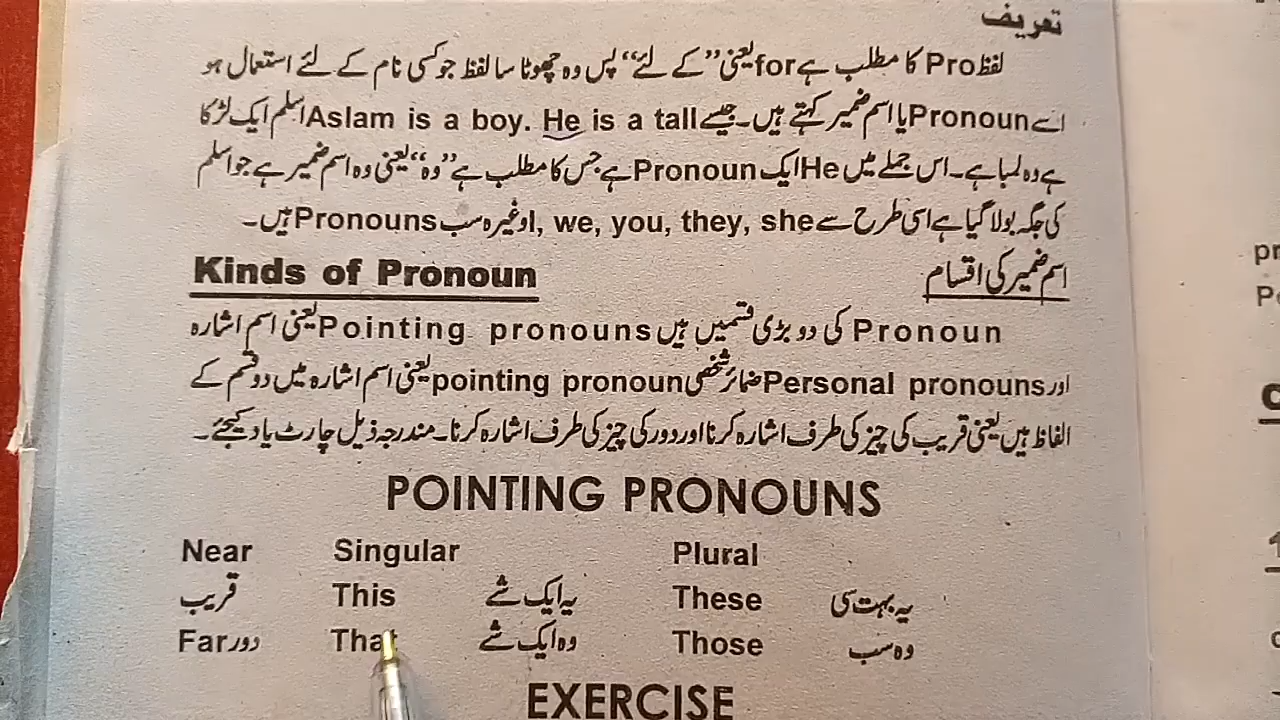 تعریف
لفظ Pro کا مطلب ہے for یعنی ”کے لئے“ پس وہ چھوٹا سا لفظ جو کسی نام کے لئے استعمال ہو
اسے Pronoun یا اسم ضمیر کہتے ہیں۔ جیسے Aslam is a boy. He is a tall اسلم ایک لڑکا
ہے وہ لمبا ہے۔ اس جملے میں He ایک Pronoun ہے جس کا مطلب ہے ”وہ“ یعنی وہ اسم ضمیر ہے جو اسلم
کی جگہ بولا گیا ہے اسی طرح سے I, we, you, they, she وغیرہ سب Pronouns ہیں۔
Kinds of Pronoun اسم ضمیر کی اقسام
Pronoun کی دو بڑی قسمیں ہیں Pointing pronouns یعنی اسم اشارہ
اور Personal pronouns ضمائر شخصی pointing pronoun یعنی اسم اشارہ میں دو قسم کے
الفاظ ہیں یعنی قریب کی چیز کی طرف اشارہ کرنا اور دور کی چیز کی طرف اشارہ کرنا۔ مندرجہ ذیل چارٹ یاد کیجئے۔
POINTING PRONOUNS
Near Singular Plural
قریب This یہ ایک شے These یہ بہت سی
Far دور That وہ ایک شے Those وہ سب
EXERCISE